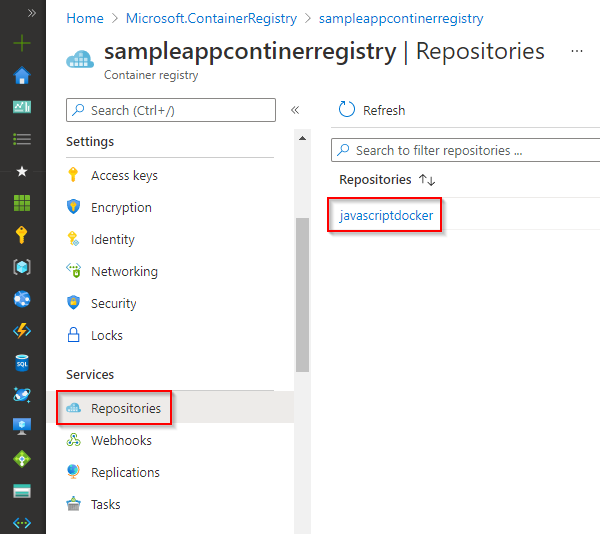 Home > Microsoft.ContainerRegistry > sampleappcontinerregistry
sampleappcontinerregistry | Repositories ...
Container registry
Search (Ctrl+/)
Settings
Access keys
Encryption
Identity
Networking
Security
Locks
Services
Repositories
Webhooks
Replications
Tasks
Refresh
Search to filter repositories ...
Repositories
javascriptdocker
SQL